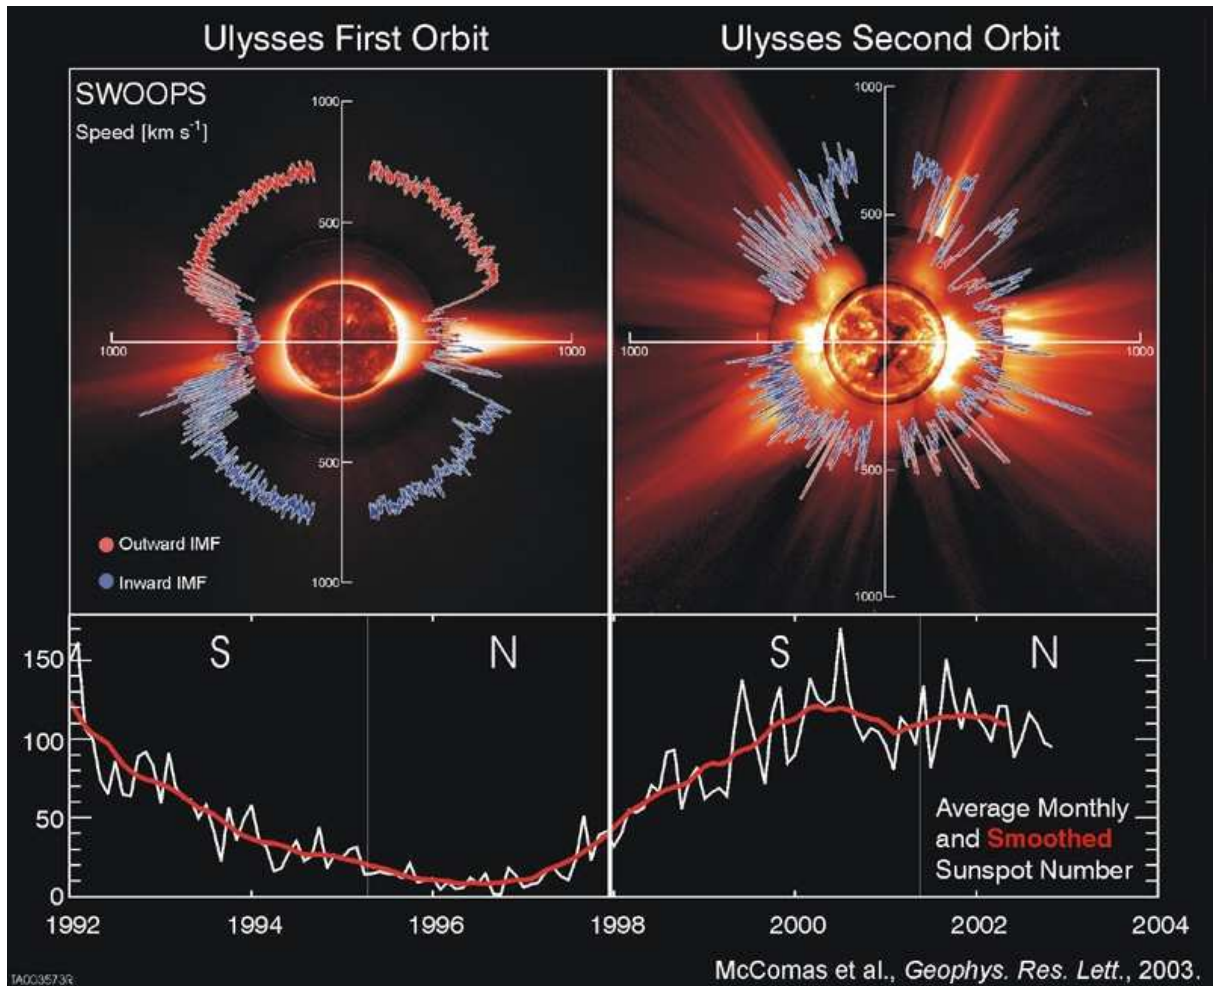 Ulysses First Orbit
Ulysses Second Orbit
SWOOPS
Speed [km s-1]
1000
500
1000
1000
500
1000
Outward IMF
Inward IMF
1000
500
1000
1000
500
1000
S
N
S
N
150
100
50
0
Average Monthly
and Smoothed
Sunspot Number
1992
1994
1996
1998
2000
2002
2004
McComas et al., Geophys. Res. Lett., 2003.
TA003573R